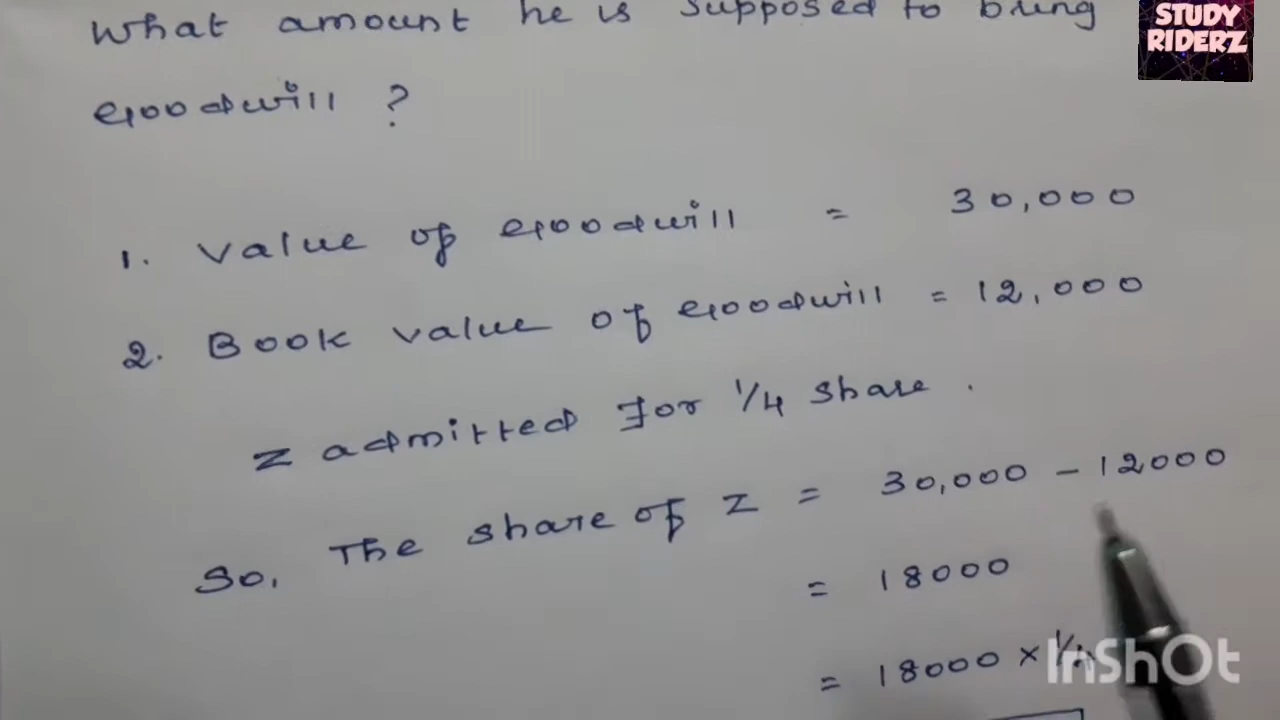 What amount he is supposed to bring
Goodwill ?
1. Value of Goodwill = 30,000
2. Book value of Goodwill = 12,000
Z admitted for 1/4 share.
So, The share of Z = 30,000 - 12000
= 18000
= 18000 x 1/4
STUDY
RIDERZ
InShOt